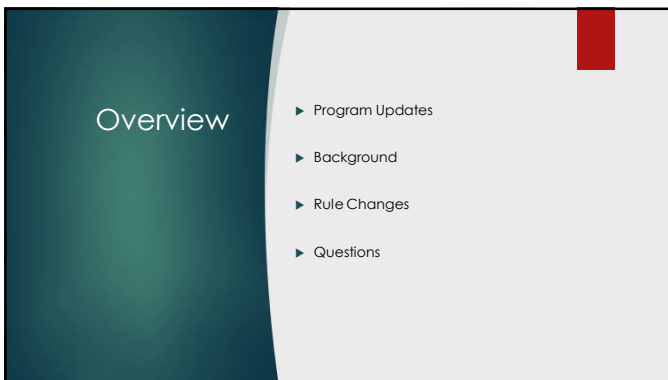 Overview
Program Updates
Background
Rule Changes
Questions